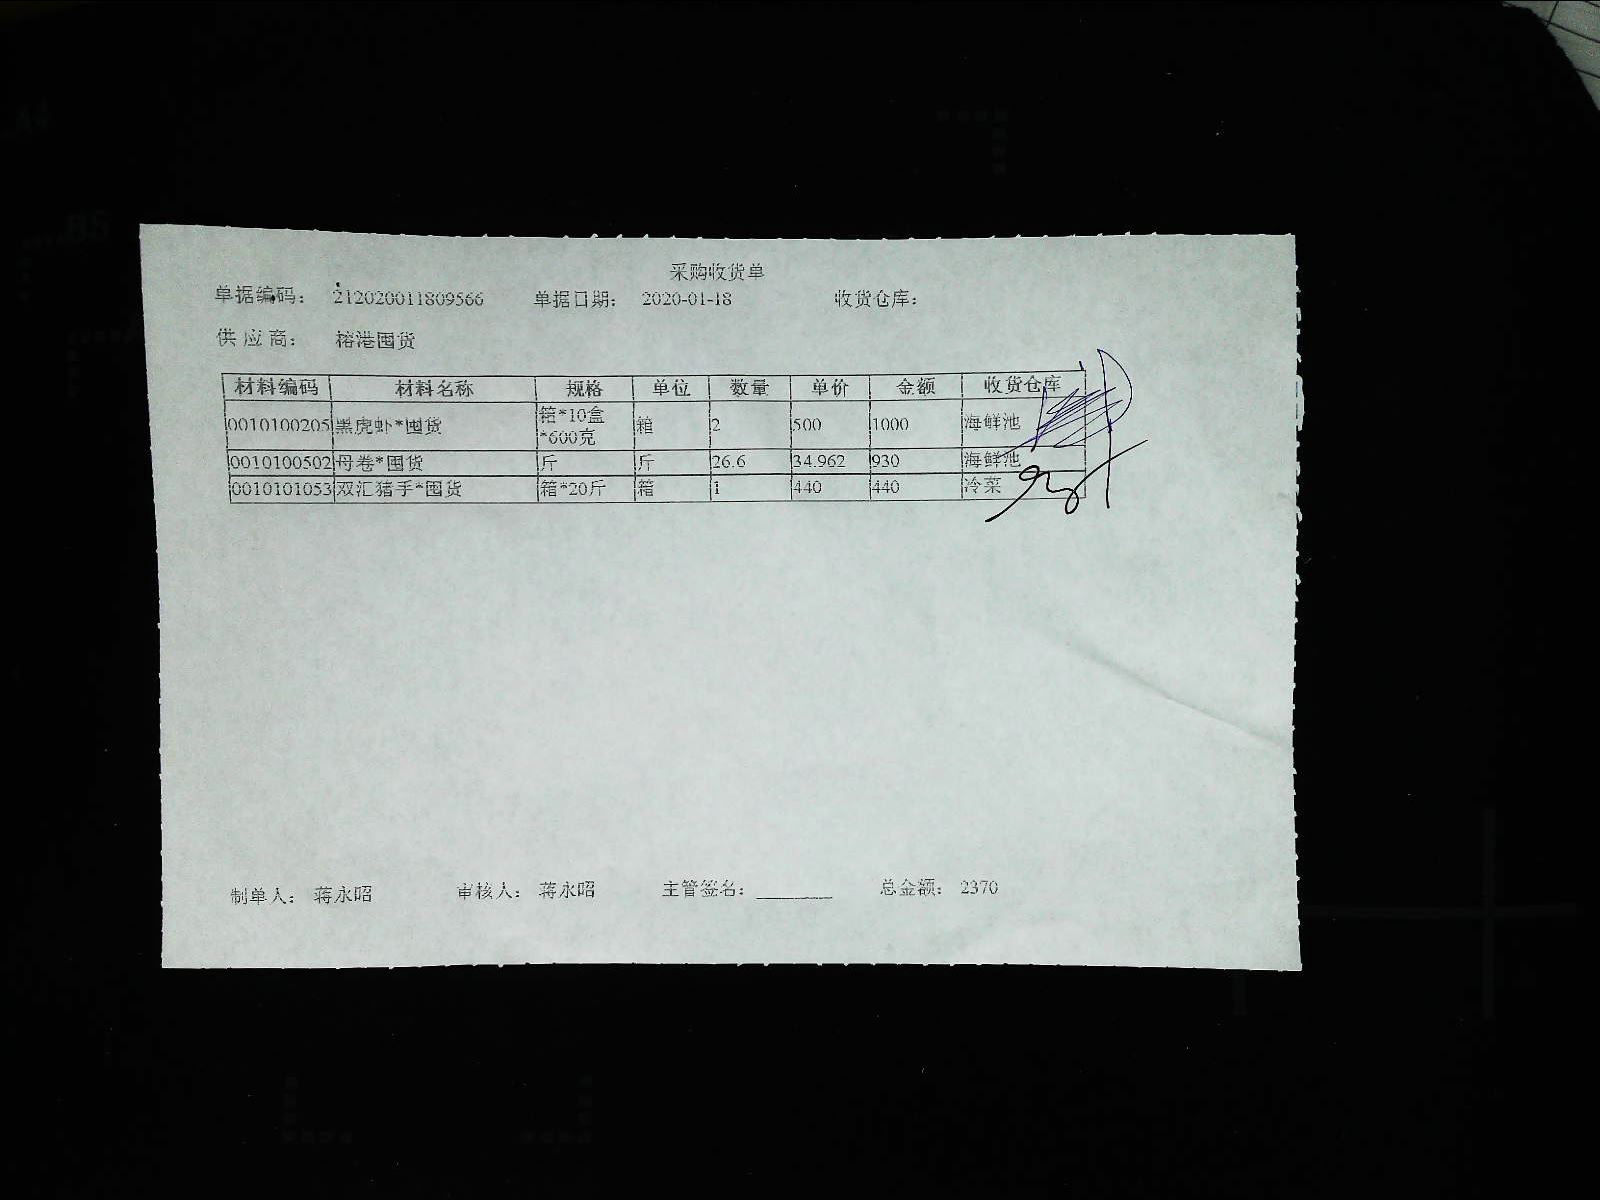 采购收货单
单据编码： 212020011809566 单据日期： 2020-01-18 收货仓库：
供应商： 榕港囤货
材料编码 材料名称 规格 单位 数量 单价 金额 收货仓库
0010100205 黑虎虾*囤货 箱*10盒*600克 箱 2 500 1000 海鲜池
0010100502 母卷*囤货 斤 斤 26.6 34.962 930 海鲜池
0010101053 双汇猪手*囤货 箱*20斤 箱 1 440 440 冷菜
制单人： 蒋永昭 审核人： 蒋永昭 主管签名： 总金额： 2370